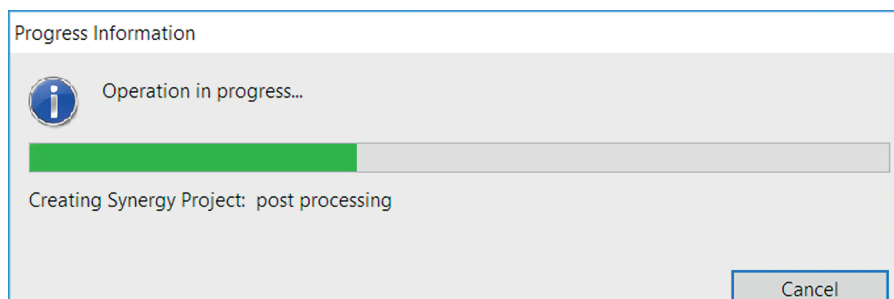 Progress Information
Operation in progress...
Creating Synergy Project:  post processing
Cancel